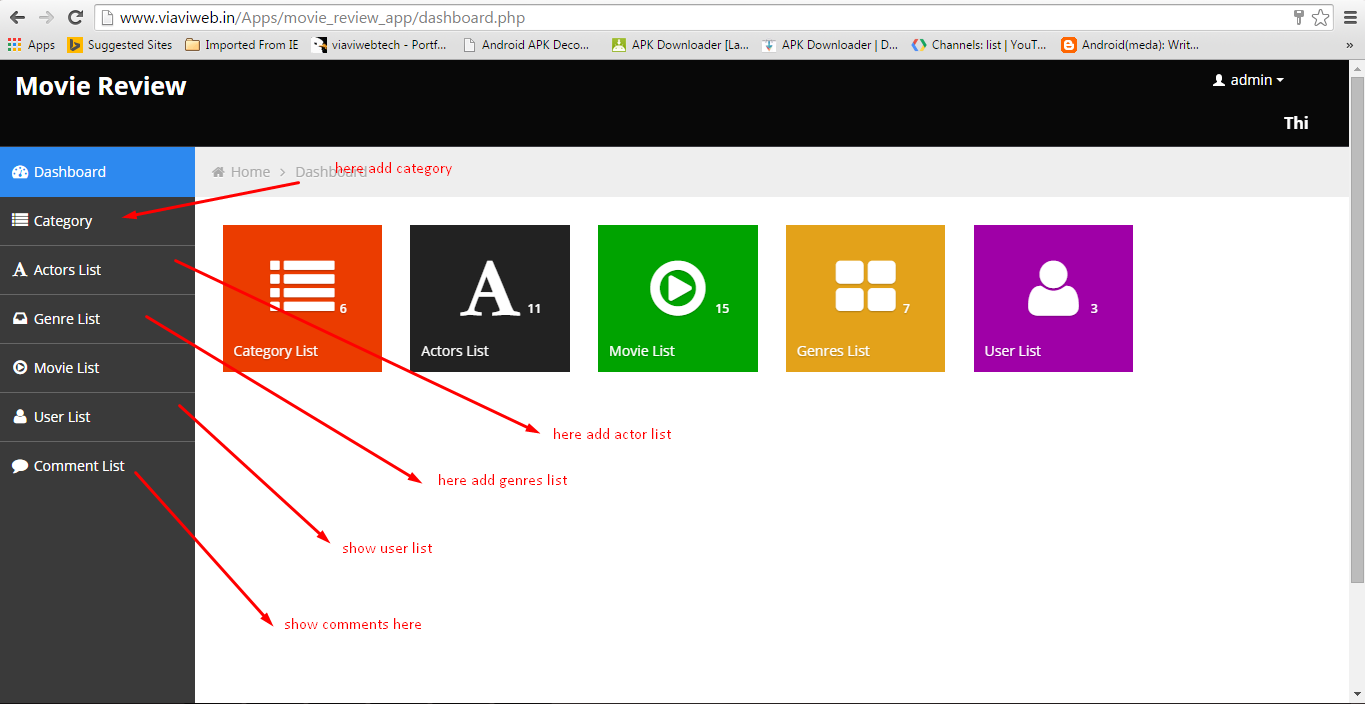 www.viaviweb.in/Apps/movie_review_app/dashboard.php
Apps Suggested Sites Imported From IE viaviwebtech - Portf... Android APK Deco... APK Downloader [La... APK Downloader | D... Channels: list | YouT... Android(meda): Writ... »
Movie Review
admin
Thi
Dashboard
Home > Dashboard
here add category
Category
Actors List
Genre List
Movie List
User List
Comment List
6
Category List
11
Actors List
15
Movie List
7
Genres List
3
User List
here add actor list
here add genres list
show user list
show comments here